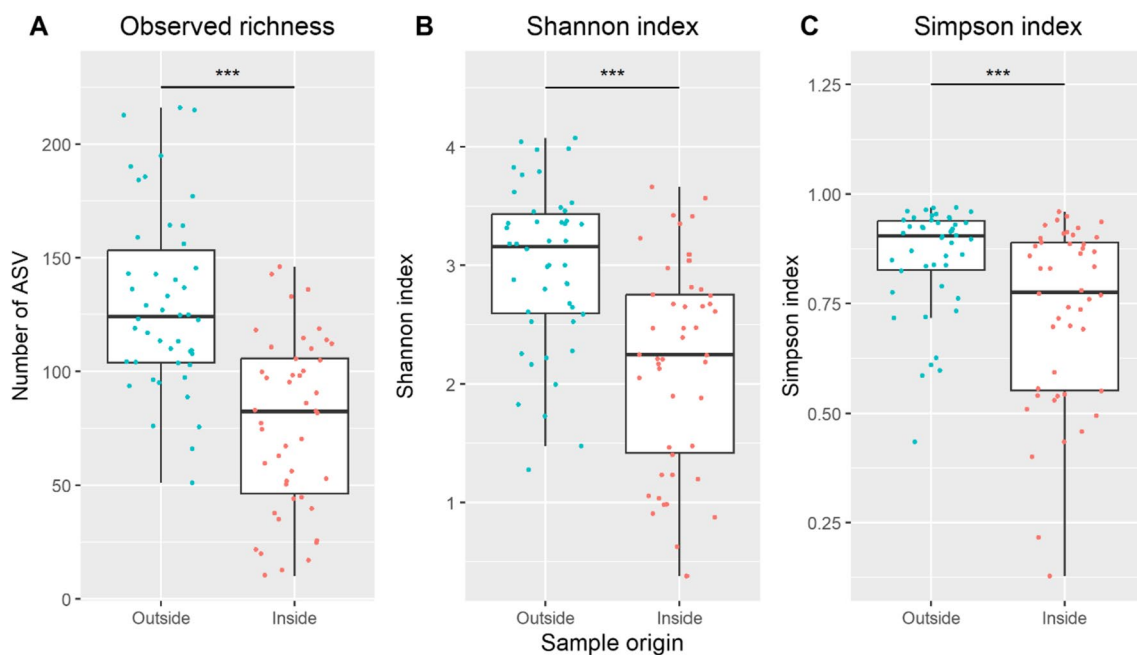 A Observed richness
***
Number of ASV
200
150
100
50
0
Outside Inside
B Shannon index
***
Shannon index
4
3
2
1
Outside Inside
Sample origin
C Simpson index
***
Simpson index
1.25
1.00
0.75
0.50
0.25
Outside Inside